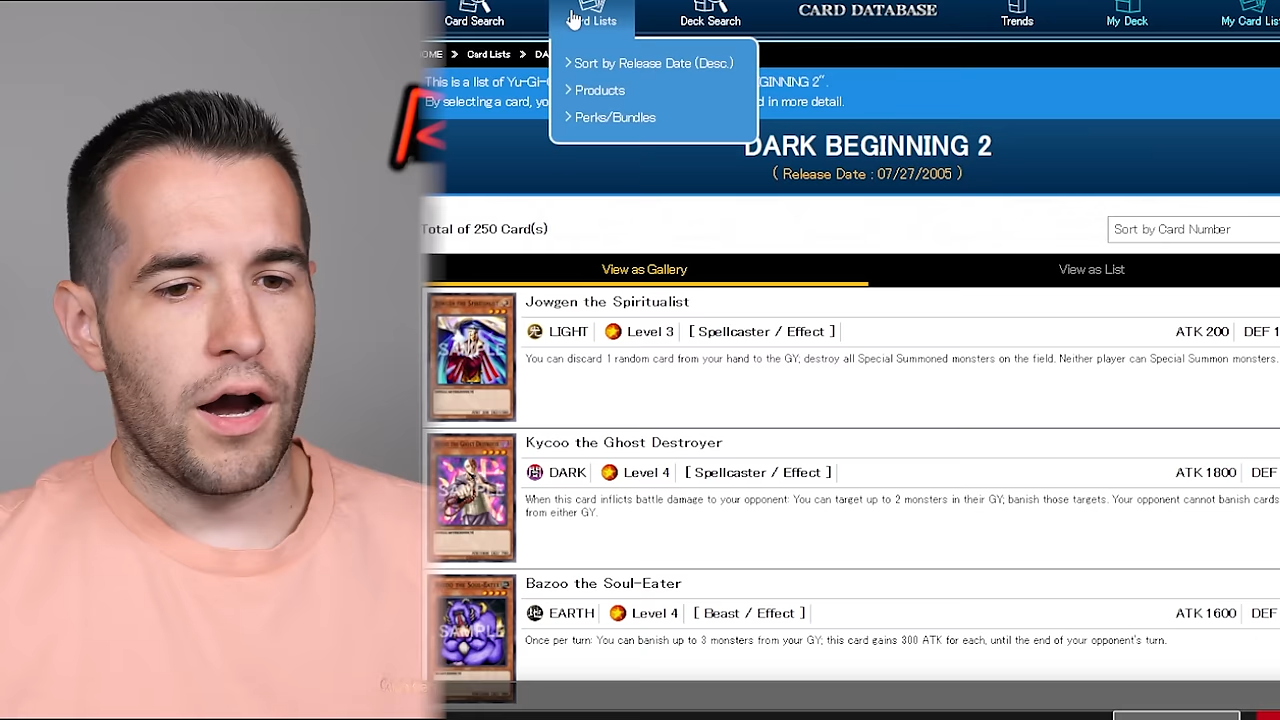 Card Search
Card Lists
Deck Search
CARD DATABASE
Trends
My Deck
My Card
> Card Lists > DA
> Sort by Release Date (Desc.)
> Products
> Perks/Bundles
This is a list of Yu-Gi- GINNING 2".
By selecting a card, yo d in more detail.
DARK BEGINNING 2
( Release Date : 07/27/2005 )
Total of 250 Card(s)
Sort by Card Number
View as Gallery
View as List
Jowgen the Spiritualist
LIGHT Level 3 [ Spellcaster / Effect ] ATK 200 DEF 1
You can discard 1 random card from your hand to the GY; destroy all Special Summoned monsters on the field. Neither player can Special Summon monsters.
SAMPLE
Kycoo the Ghost Destroyer
DARK Level 4 [ Spellcaster / Effect ] ATK 1800 DEF
When this card inflicts battle damage to your opponent: You can target up to 2 monsters in their GY; banish those targets. Your opponent cannot banish cards
from either GY.
SAMPLE
Bazoo the Soul-Eater
EARTH Level 4 [ Beast / Effect ] ATK 1600 DEF
Once per turn: You can banish up to 3 monsters from your GY; this card gains 300 ATK for each, until the end of your opponent's turn.
SAMPLE